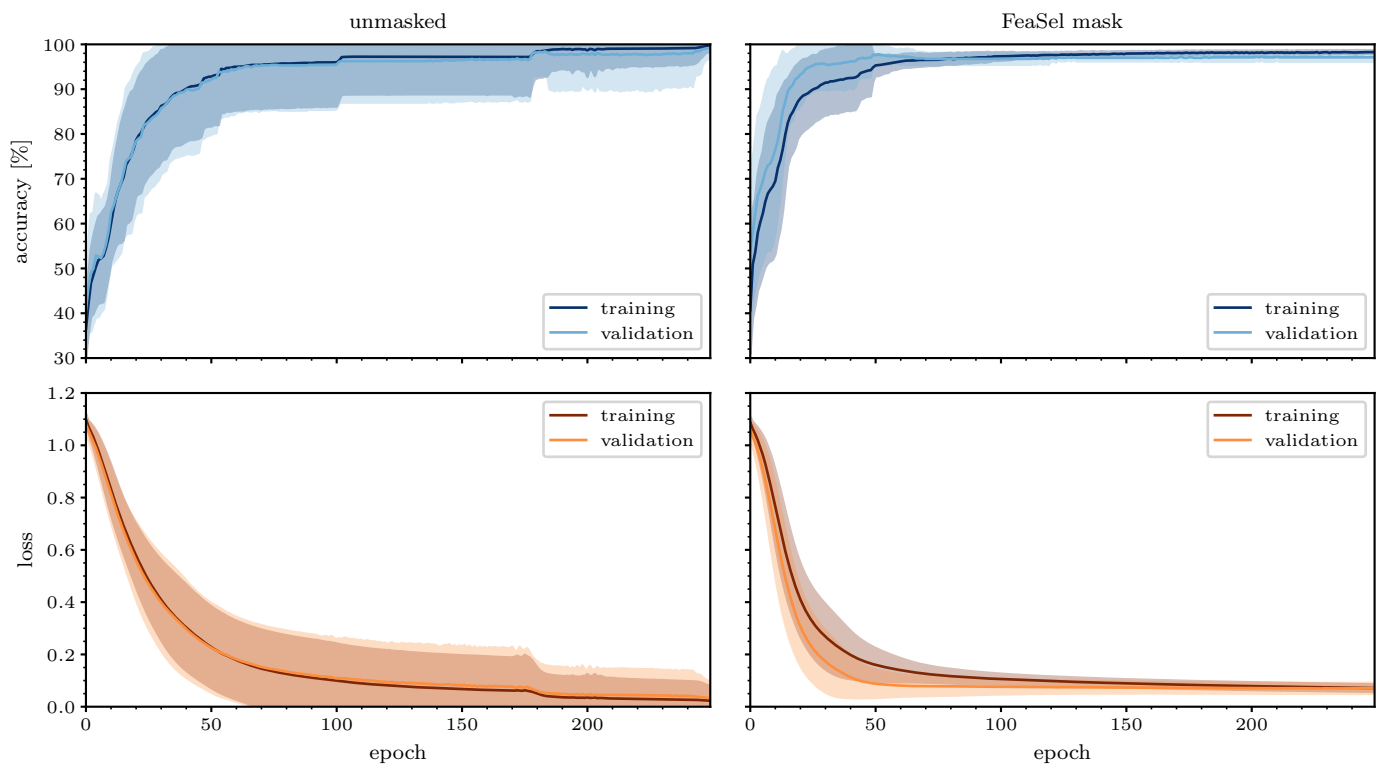 unmasked
FeaSel mask
accuracy [%]
100
90
80
70
60
50
40
30
training
validation
training
validation
loss
1.2
1.0
0.8
0.6
0.4
0.2
0.0
training
validation
training
validation
0 50 100 150 200
0 50 100 150 200
epoch
epoch